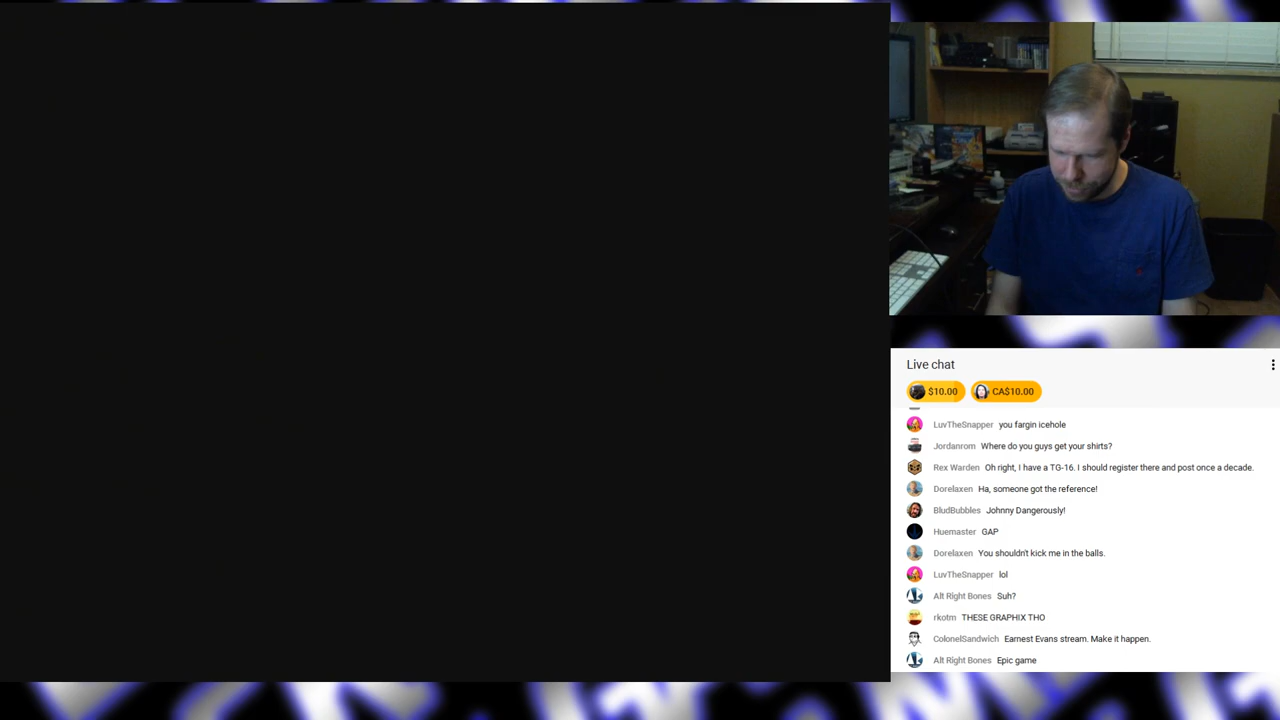 Live chat
$10.00 CA$10.00
LuvTheSnapper you fargin icehole
Jordanrom Where do you guys get your shirts?
Rex Warden Oh right, I have a TG-16. I should register there and post once a decade.
Dorelaxen Ha, someone got the reference!
BludBubbles Johnny Dangerously!
Huemaster GAP
Dorelaxen You shouldn't kick me in the balls.
LuvTheSnapper lol
Alt Right Bones Suh?
rkotm THESE GRAPHIX THO
ColonelSandwich Earnest Evans stream. Make it happen.
Alt Right Bones Epic game